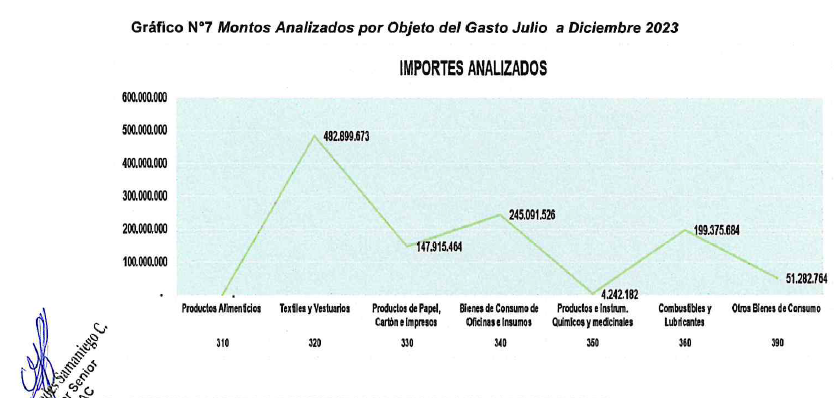 Gráfico N°7 Montos Analizados por Objeto del Gasto Julio a Diciembre 2023
IMPORTES ANALIZADOS
600.000.000
500.000.000
400.000.000
300.000.000
200.000.000
100.000.000
-
482.899.673
147.915.464
245.091.526
4.242.182
199.375.684
51.282.764
-
Productos Alimenticios
Textiles y Vestuarios
Productos de Papel,
Cartón e Impresos
Bienes de Consumo de
Oficinas e Insumos
Productos e Instrum.
Quimicos y medicinales
Combustibles y
Lubricantes
Otros Bienes de Consumo
310
320
330
340
350
360
390
Samaniego C.
Senior
AC